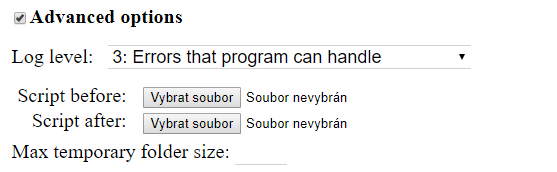 Advanced options
Log level: 3: Errors that program can handle
Script before: Vybrat soubor Soubor nevybrán
Script after: Vybrat soubor Soubor nevybrán
Max temporary folder size: